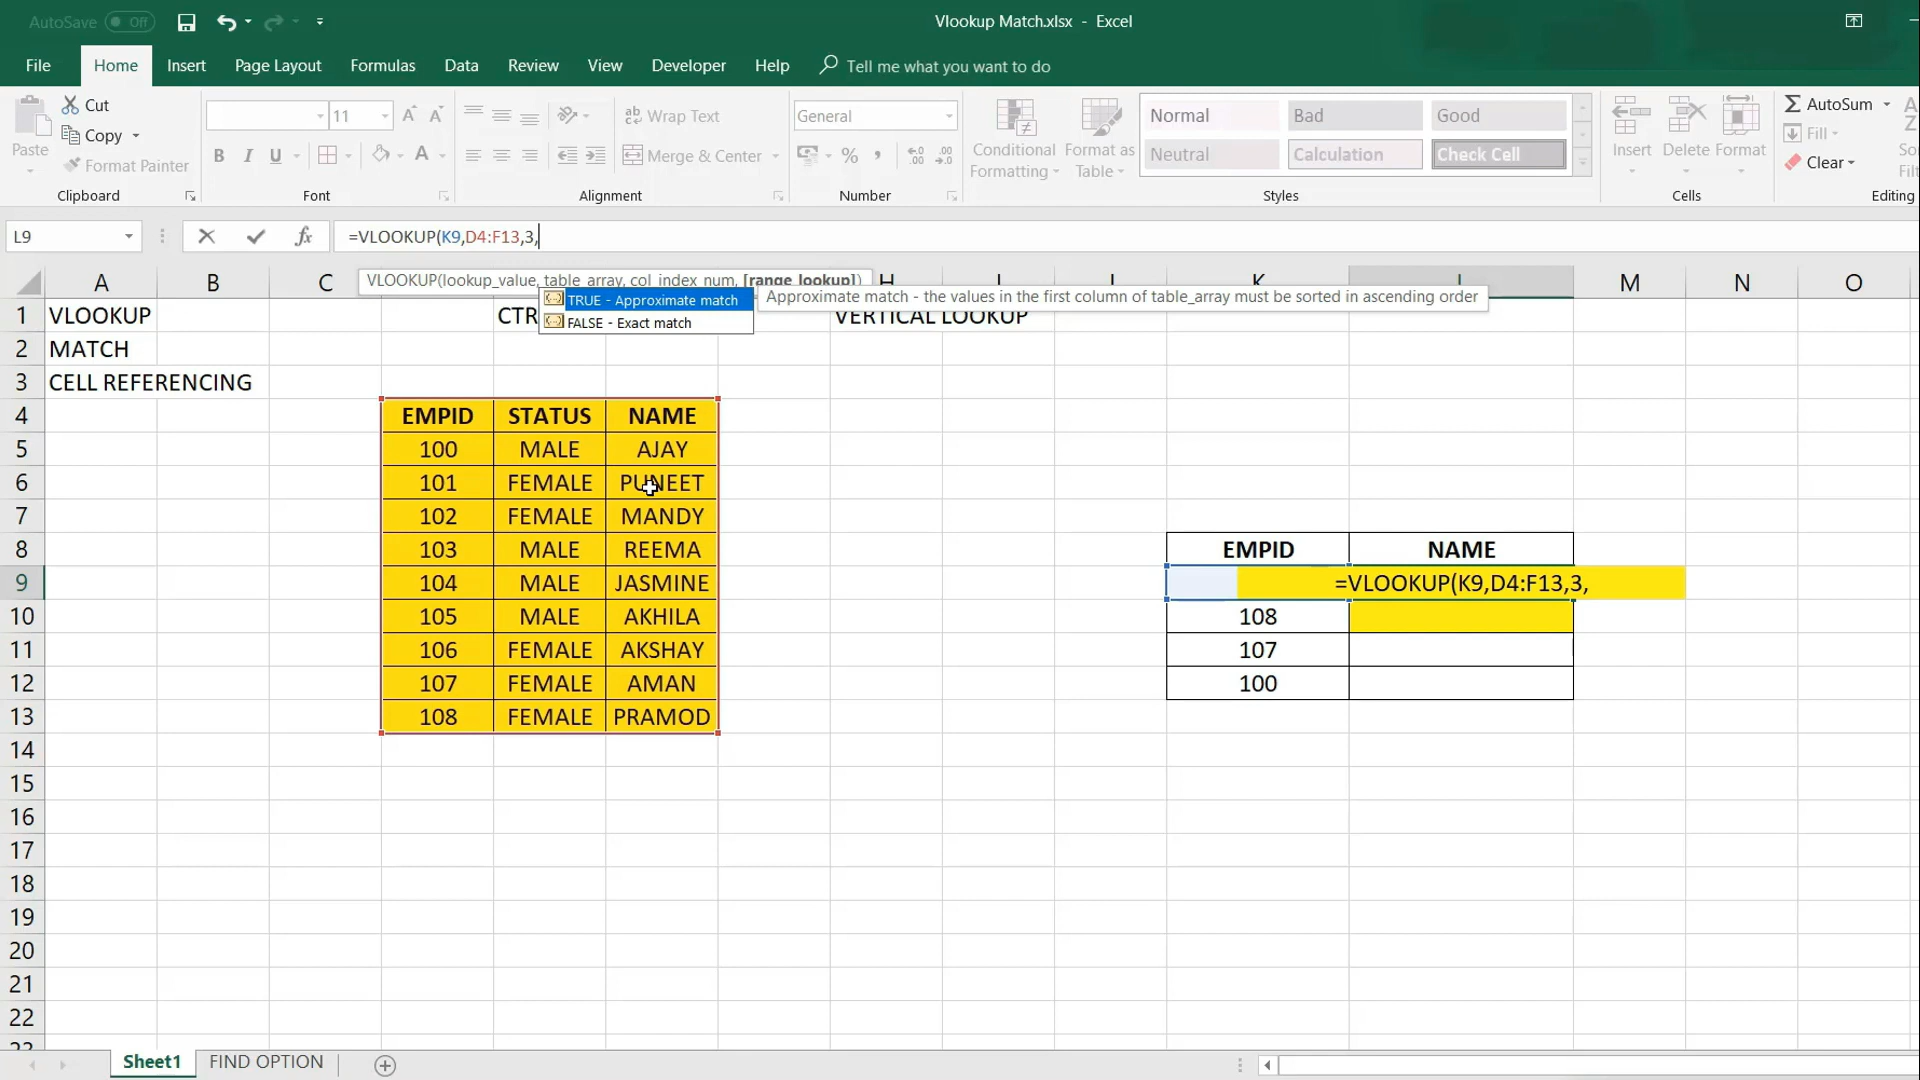 AutoSave Off
Vlookup Match.xlsx - Excel
File Home Insert Page Layout Formulas Data Review View Developer Help Tell me what you want to do
Paste
Cut
Copy
Format Painter
Clipboard
11
B I U
Font
Wrap Text
Merge & Center
Alignment
General
Number
Conditional Formatting
Format as Table
Normal Bad Good
Neutral Calculation Check Cell
Styles
Insert Delete Format
Cells
AutoSum
Fill
Clear
Editing
L9
fx =VLOOKUP(K9,D4:F13,3,
VLOOKUP(lookup_value, table_array, col_index_num, [range_lookup])
TRUE - Approximate match
FALSE - Exact match
Approximate match - the values in the first column of table_array must be sorted in ascending order
A B C H K M N O
1 VLOOKUP CTR VERTICAL LOOKUP
2 MATCH
3 CELL REFERENCING
4 EMPID STATUS NAME
5 100 MALE AJAY
6 101 FEMALE PUNEET
7 102 FEMALE MANDY
8 103 MALE REEMA EMPID NAME
9 104 MALE JASMINE =VLOOKUP(K9,D4:F13,3,
10 105 MALE AKHILA 108
11 106 FEMALE AKSHAY 107
12 107 FEMALE AMAN 100
13 108 FEMALE PRAMOD
14
15
16
17
18
19
20
21
22
23
Sheet1 FIND OPTION